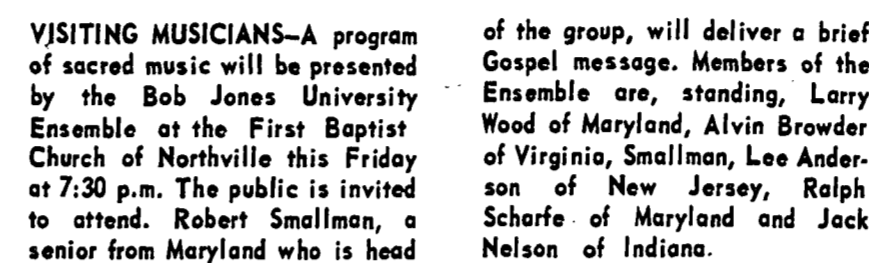 VISITING MUSICIANS—A program
of sacred music will be presented
by the Bob Jones University
Ensemble at the First Baptist
Church of Northville this Friday
at 7:30 p.m. The public is invited
to attend. Robert Smallman, a
senior from Maryland who is head
of the group, will deliver a brief
Gospel message. Members of the
Ensemble are, standing, Larry
Wood of Maryland, Alvin Browder
of Virginia, Smallman, Lee Ander-
son of New Jersey, Ralph
Scharfe of Maryland and Jack
Nelson of Indiana.